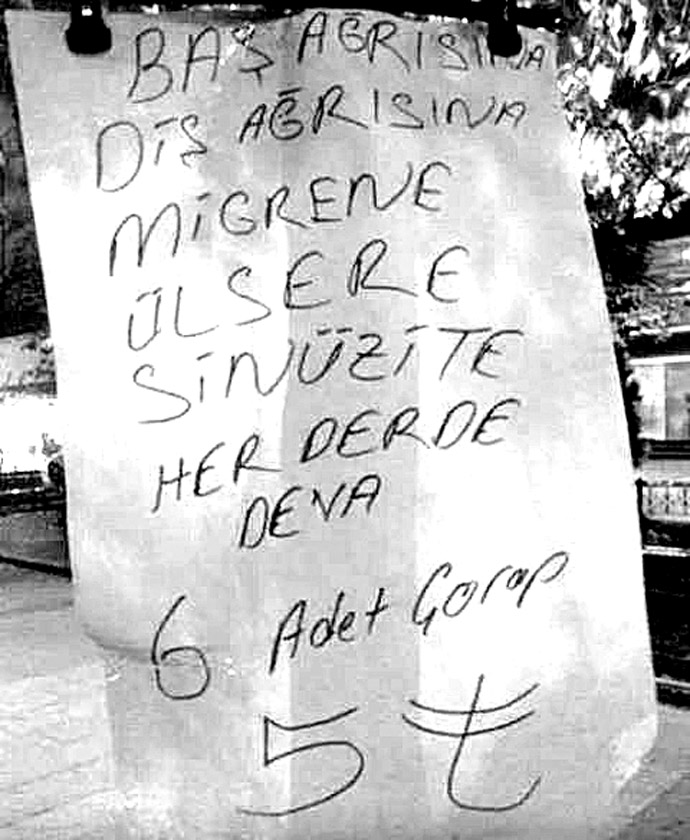 BAŞ AĞRISINA
DİŞ AĞRISINA
MİGRENE
ÜLSERE
SİNÜZİTE
HER DERDE
DEVA
6 Adet Çorap
5 ₺